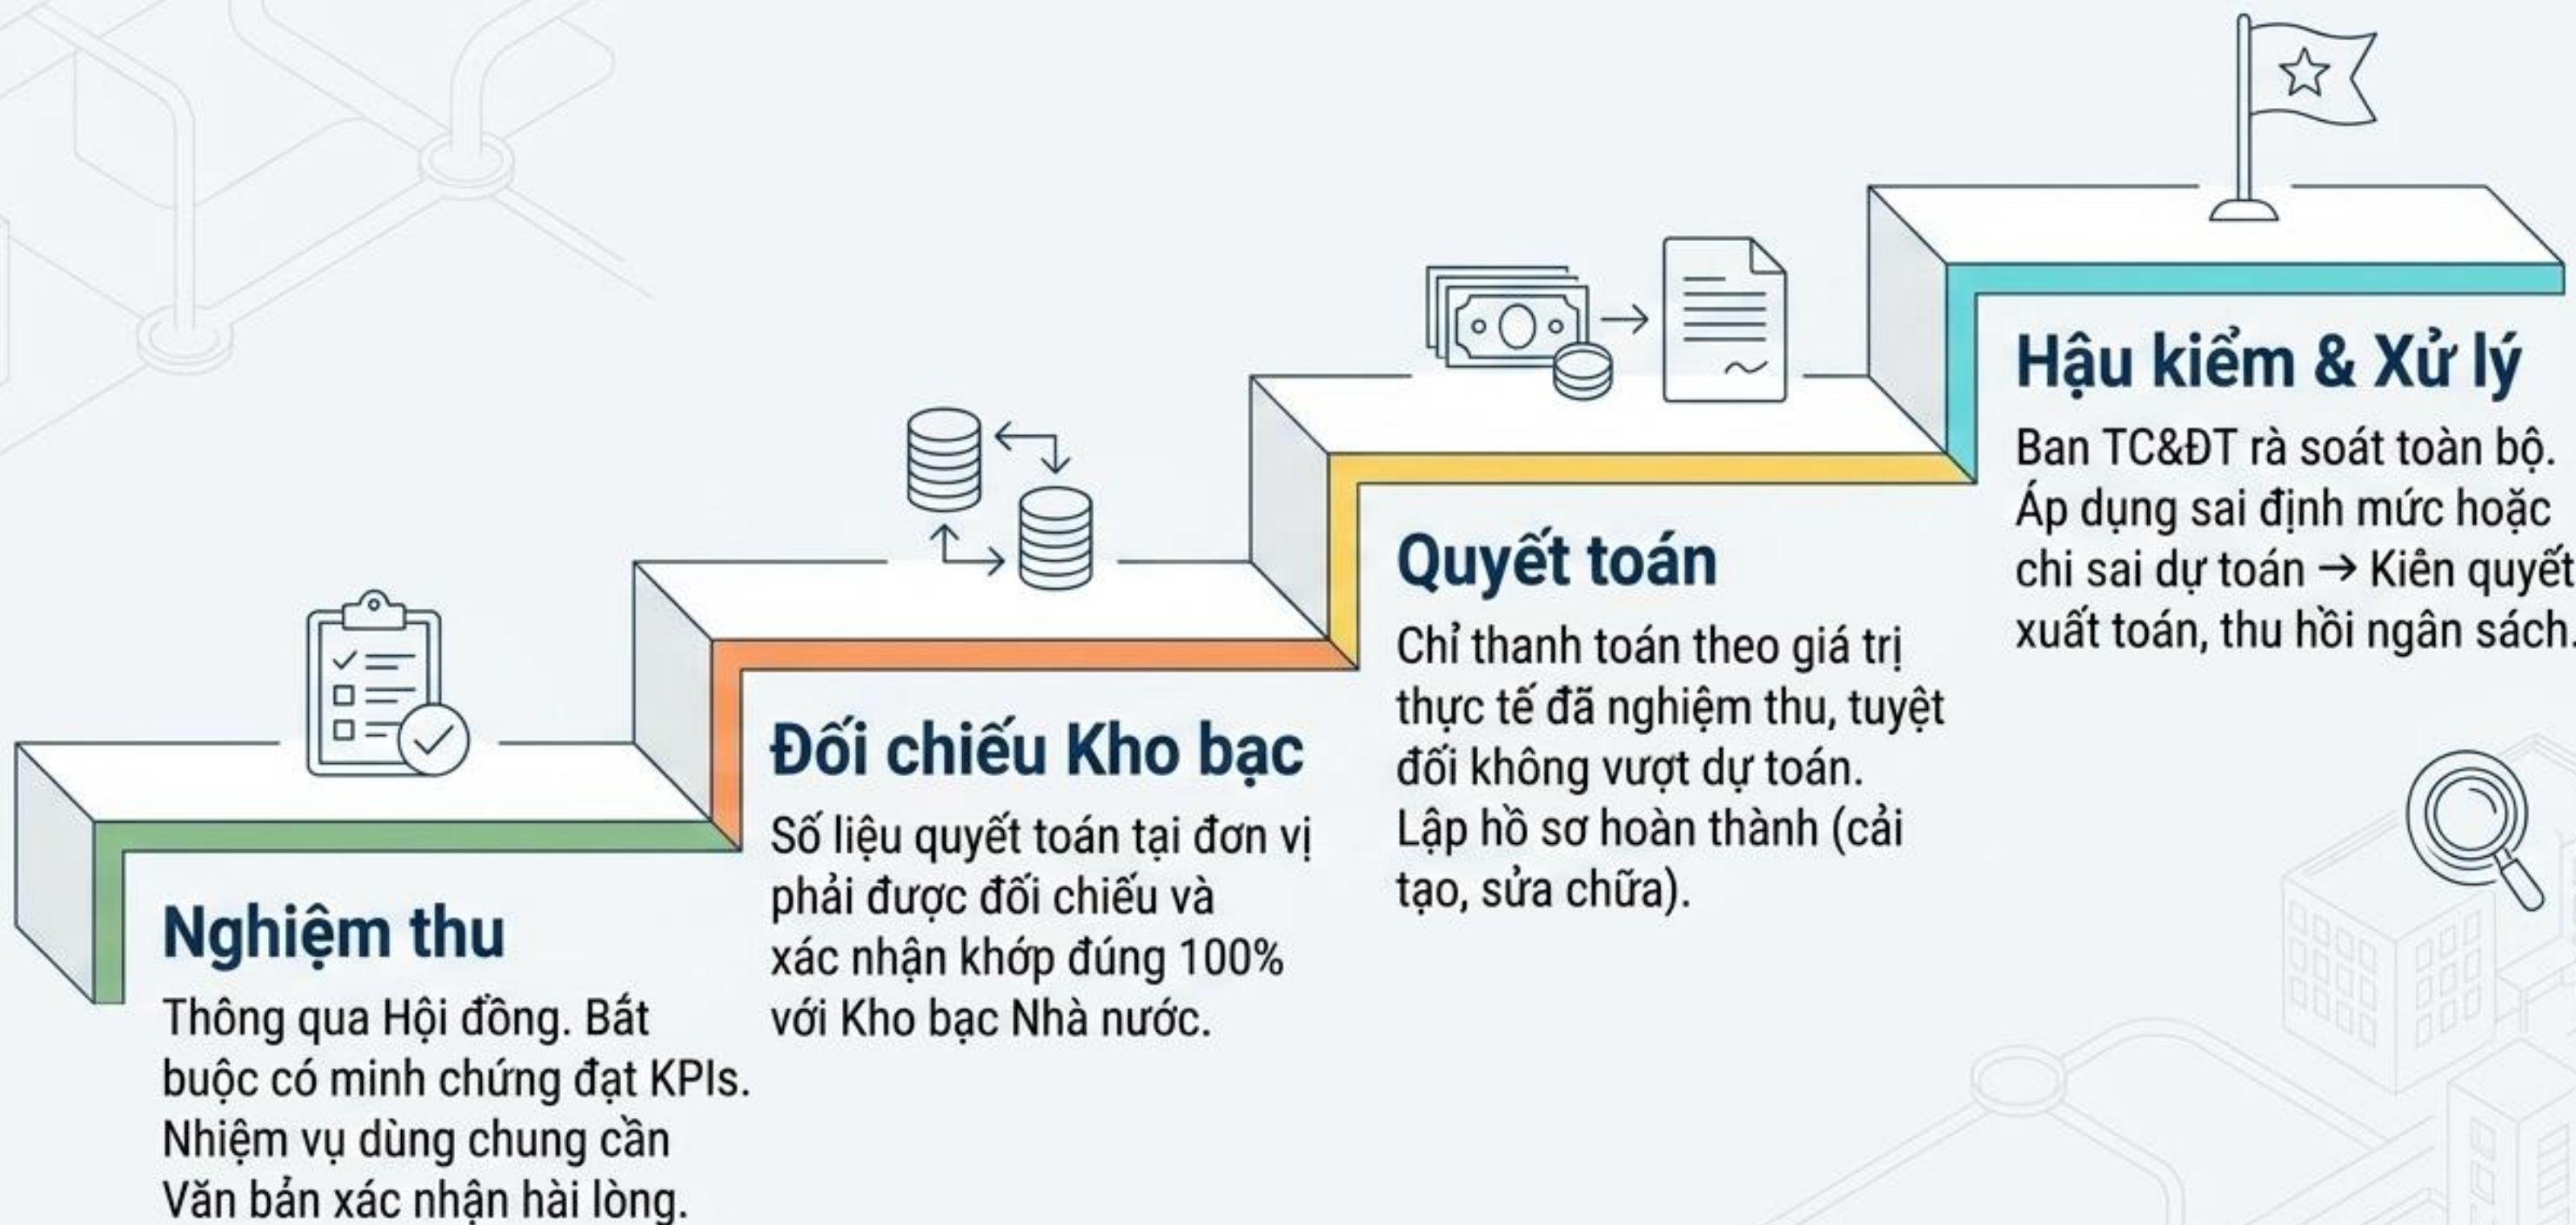 Nghiệm thu
Thông qua Hội đồng. Bắt
buộc có minh chứng đạt KPIs.
Nhiệm vụ dùng chung cần
Văn bản xác nhận hài lòng.
Đối chiếu Kho bạc
Số liệu quyết toán tại đơn vị
phải được đối chiếu và
xác nhận khớp đúng 100%
với Kho bạc Nhà nước.
Quyết toán
Chỉ thanh toán theo giá trị
thực tế đã nghiệm thu, tuyệt
đối không vượt dự toán.
Lập hồ sơ hoàn thành (cải
tạo, sửa chữa).
Hậu kiểm & Xử lý
Ban TC&ĐT rà soát toàn bộ.
Áp dụng sai định mức hoặc
chi sai dự toán → Kiên quyết
xuất toán, thu hồi ngân sách.